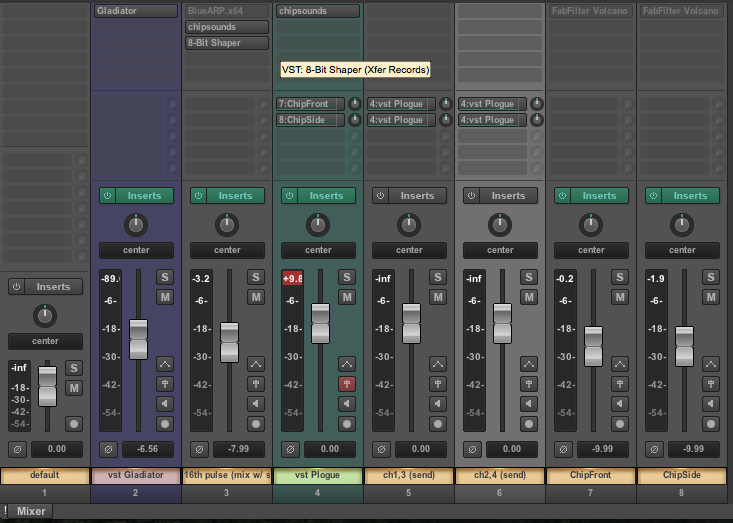 Gladiator BlueARP.x64 chipsounds FabFilter Volcano FabFilter Volcano
chipsounds
8-Bit Shaper
VST: 8-Bit Shaper (Xfer Records)
7:ChipFront 4:vst Plogue 4:vst Plogue
8:ChipSide 4:vst Plogue 4:vst Plogue
Inserts Inserts Inserts Inserts Inserts Inserts Inserts
center center center center center center center
-89. -3.2 +9.8 -inf -inf -0.2 -1.9
S S S S S S S
-6- -6- -6- -6- -6- -6- -6-
M M M M M M M
Inserts
-18- -18- -18- -18- -18- -18- -18-
center
-30- -30- -30- -30- -30- -30- -30-
-inf S
-18- M -42- -42- -42- -42- -42- -42- -42-
-30-
-42- -54- -54- -54- -54- -54- -54- -54-
-54-
0.00 -6.56 -7.99 0.00 0.00 0.00 -9.99 -9.99
default vst Gladiator 16th pulse (mix w/ s vst Plogue ch1,3 (send) ch2,4 (send) ChipFront ChipSide
1 2 3 4 5 6 7 8
! Mixer